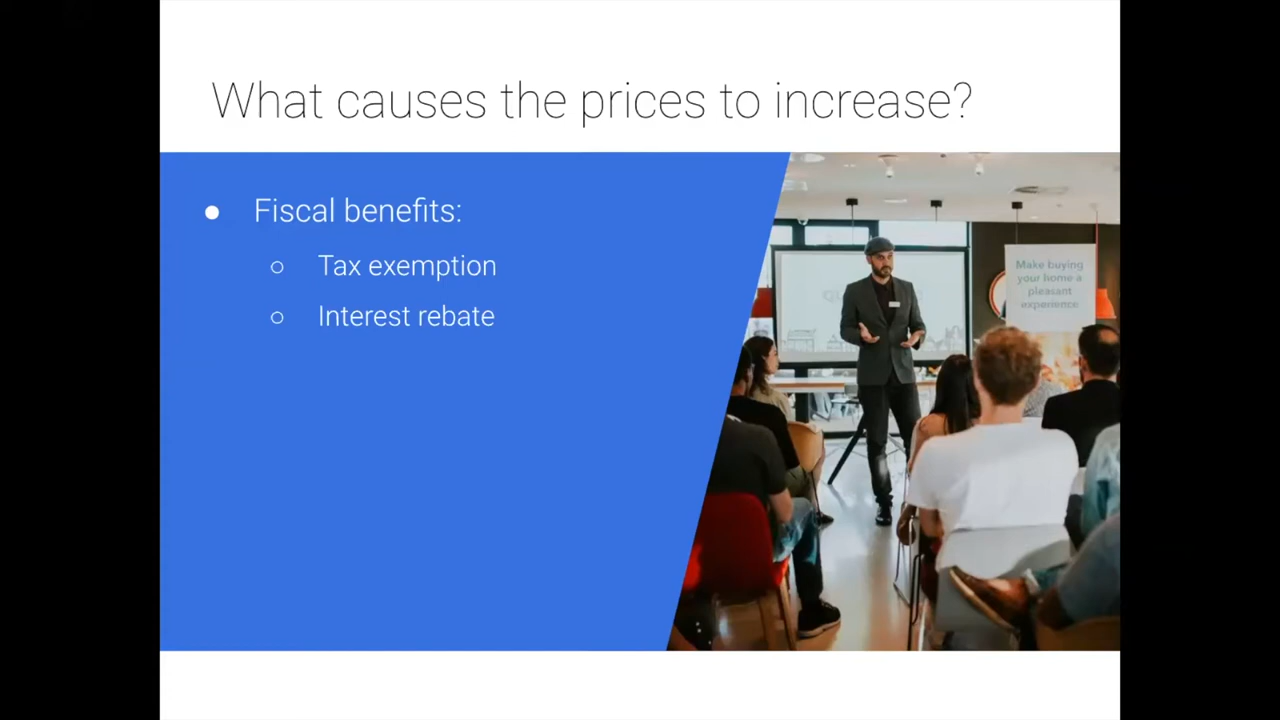 What causes the prices to increase?
● Fiscal benefits:
○ Tax exemption
○ Interest rebate
Make buying
your home a
pleasant
experience